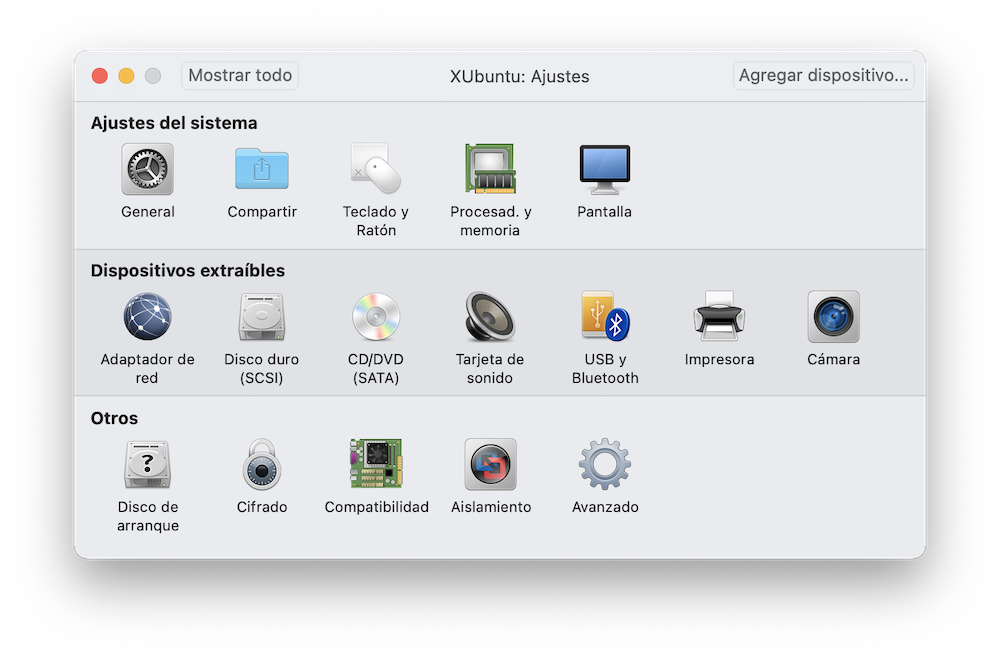 Mostrar todo
XUbuntu: Ajustes
Agregar dispositivo...
Ajustes del sistema
General
Compartir
Teclado y
Ratón
Procesad. y
memoria
Pantalla
Dispositivos extraíbles
Adaptador de
red
Disco duro
(SCSI)
CD/DVD
(SATA)
Tarjeta de
sonido
USB y
Bluetooth
Impresora
Cámara
Otros
?
Disco de
arranque
Cifrado
Compatibilidad
Aislamiento
Avanzado